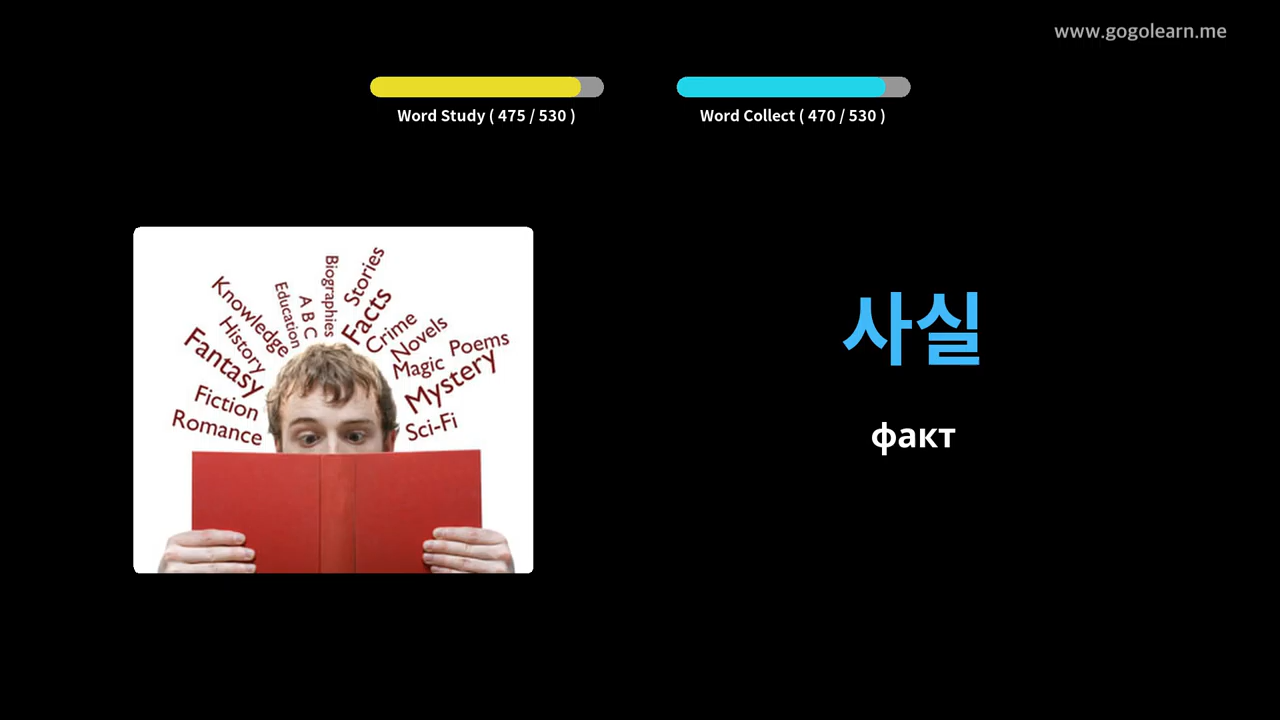 www.gogolearn.me
Word Study ( 475 / 530 )
Word Collect ( 470 / 530 )
Knowledge
Education
A B C
Biographies
Stories
Facts
Crime
Novels
Poems
Magic
Mystery
Sci-Fi
History
Fantasy
Fiction
Romance
사실
факт